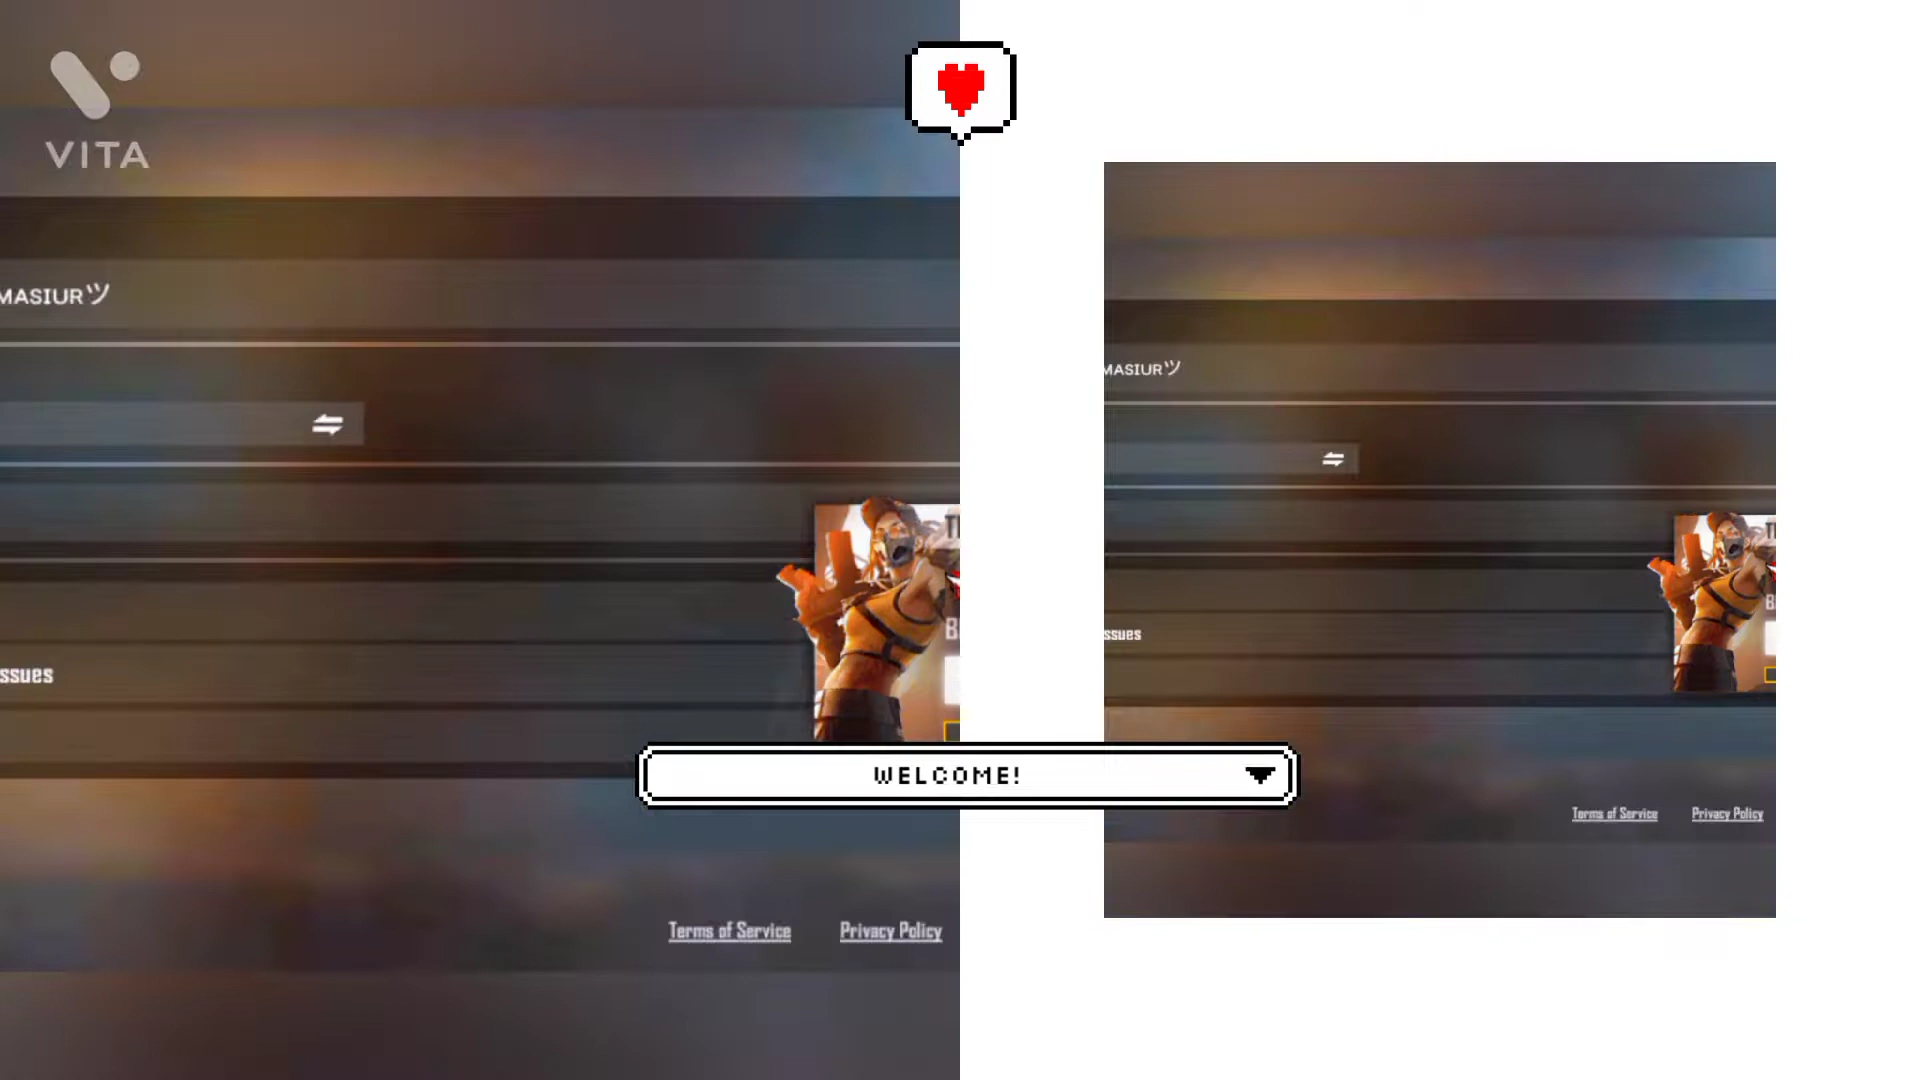 VITA
MASIURツ
ssues
Terms of Service Privacy Policy
WELCOME!
MASIURツ
ssues
Terms of Service Privacy Policy